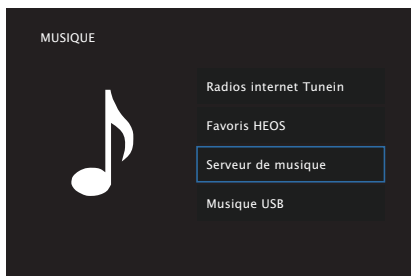 MUSIQUE
Radios internet Tunein
Favoris HEOS
Serveur de musique
Musique USB